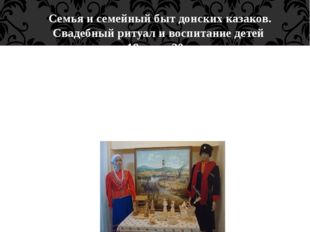 Семья и семейный быт донских казаков.
Свадебный ритуал и воспитание детей